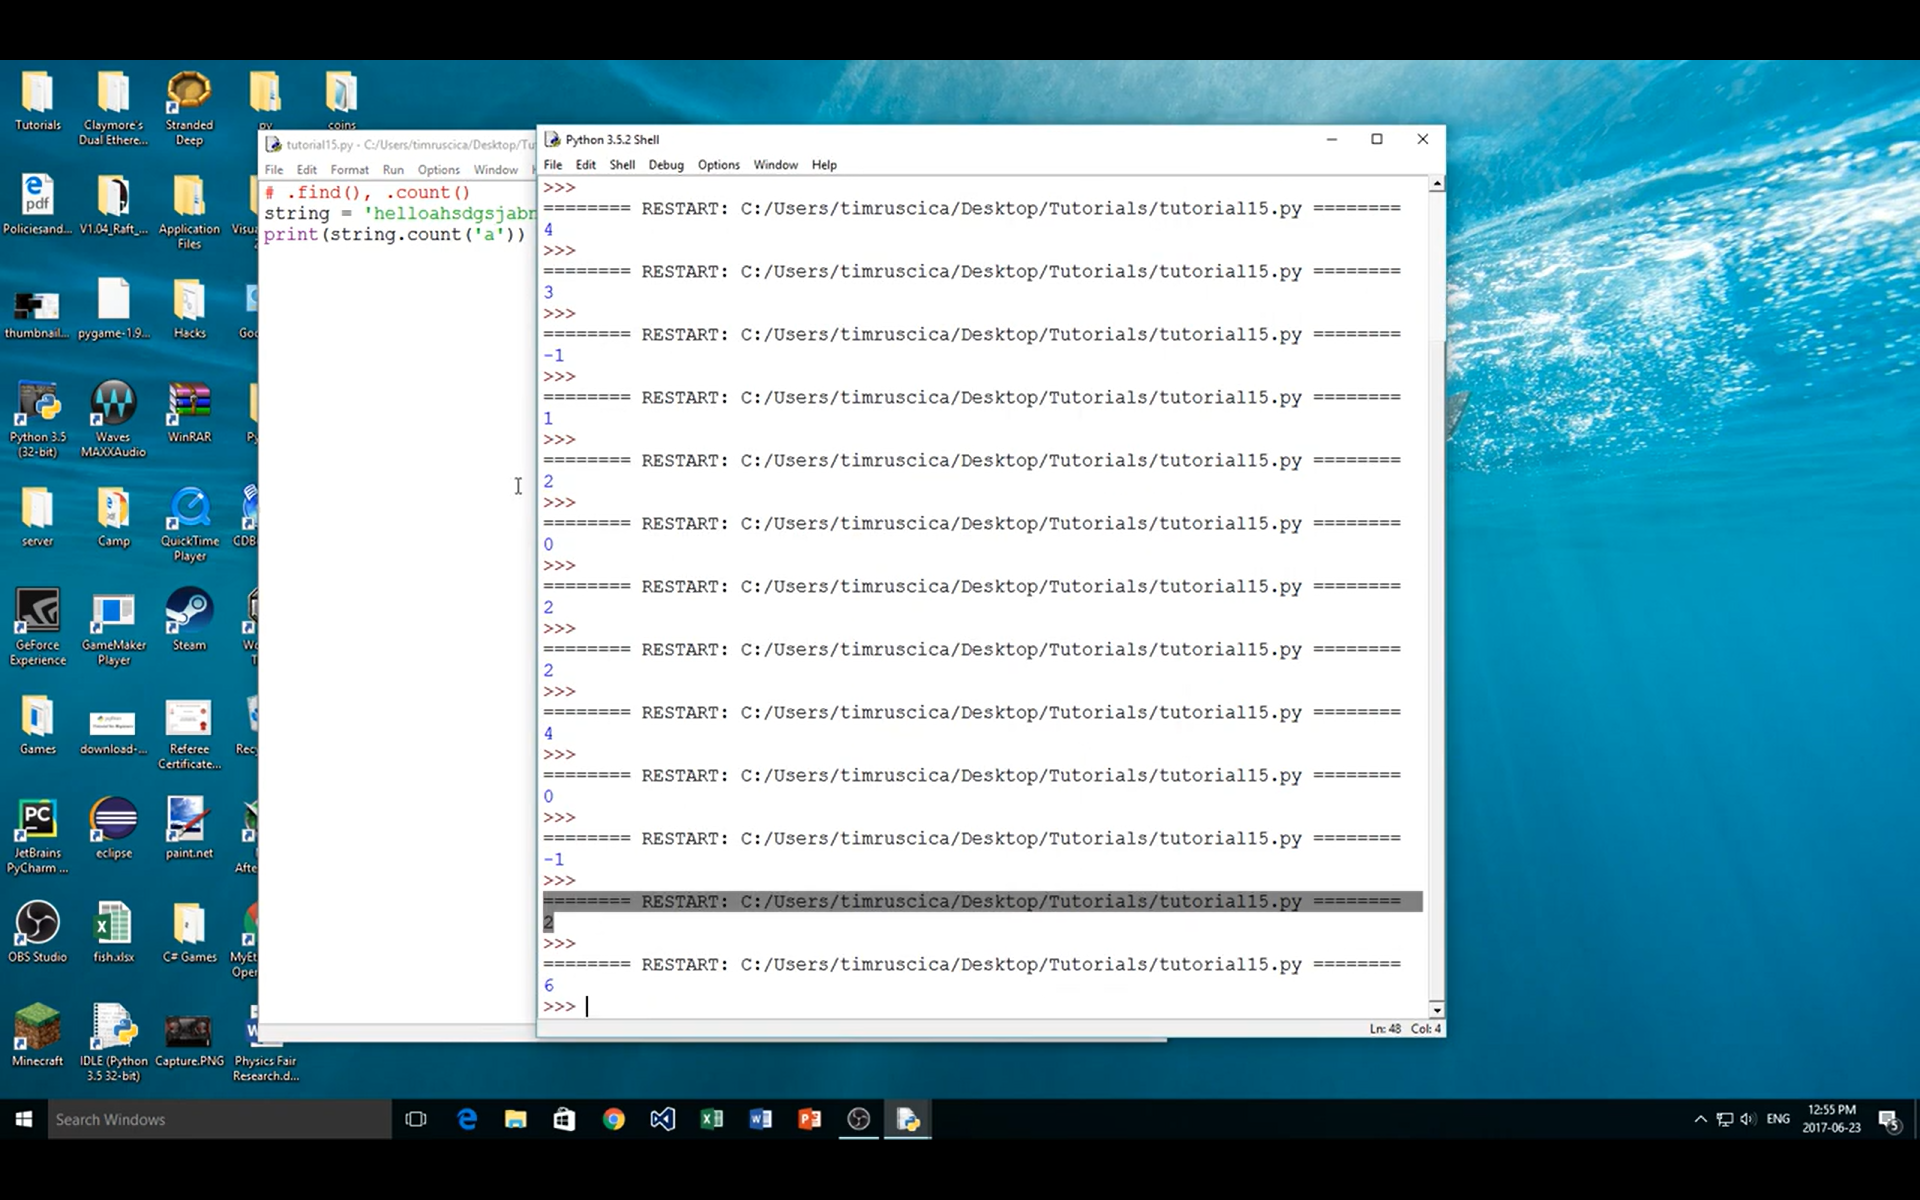 Tutorials
Claymore's
Dual Ethere...
Stranded
Deep
py
coins
Policiesand...
V1.04_Raft_...
Application
Files
thumbnail...
pygame-1.9...
Hacks
Python 3.5
(32-bit)
Waves
MAXXAudio
WinRAR
server
Camp
QuickTime
Player
GeForce
Experience
GameMaker
Player
Steam
Games
download-...
Referee
Certificate...
JetBrains
PyCharm ...
eclipse
paint.net
OBS Studio
fish.xlsx
C# Games
Minecraft
IDLE (Python
3.5 32-bit)
Capture.PNG
Physics Fair
Research.d...
tutorial15.py - C:/Users/timruscica/Desktop/Tu
File Edit Format Run Options Window
# .find(), .count()
string = 'helloahsdgsjabn
print(string.count('a'))
Python 3.5.2 Shell
File Edit Shell Debug Options Window Help
>>>
======== RESTART: C:/Users/timruscica/Desktop/Tutorials/tutorial15.py ========
4
>>>
======== RESTART: C:/Users/timruscica/Desktop/Tutorials/tutorial15.py ========
3
>>>
======== RESTART: C:/Users/timruscica/Desktop/Tutorials/tutorial15.py ========
-1
>>>
======== RESTART: C:/Users/timruscica/Desktop/Tutorials/tutorial15.py ========
1
>>>
======== RESTART: C:/Users/timruscica/Desktop/Tutorials/tutorial15.py ========
2
>>>
======== RESTART: C:/Users/timruscica/Desktop/Tutorials/tutorial15.py ========
0
>>>
======== RESTART: C:/Users/timruscica/Desktop/Tutorials/tutorial15.py ========
2
>>>
======== RESTART: C:/Users/timruscica/Desktop/Tutorials/tutorial15.py ========
2
>>>
======== RESTART: C:/Users/timruscica/Desktop/Tutorials/tutorial15.py ========
4
>>>
======== RESTART: C:/Users/timruscica/Desktop/Tutorials/tutorial15.py ========
0
>>>
======== RESTART: C:/Users/timruscica/Desktop/Tutorials/tutorial15.py ========
-1
>>>
======== RESTART: C:/Users/timruscica/Desktop/Tutorials/tutorial15.py ========
2
>>>
======== RESTART: C:/Users/timruscica/Desktop/Tutorials/tutorial15.py ========
6
>>>
Ln: 48 Col: 4
Search Windows
ENG
12:55 PM
2017-06-23
5